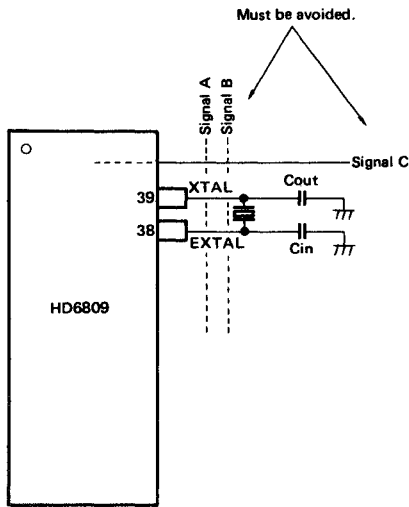 Must be avoided.
Signal A
Signal B
Signal C
Cout
39
XTAL
38
EXTAL
Cin
HD6809